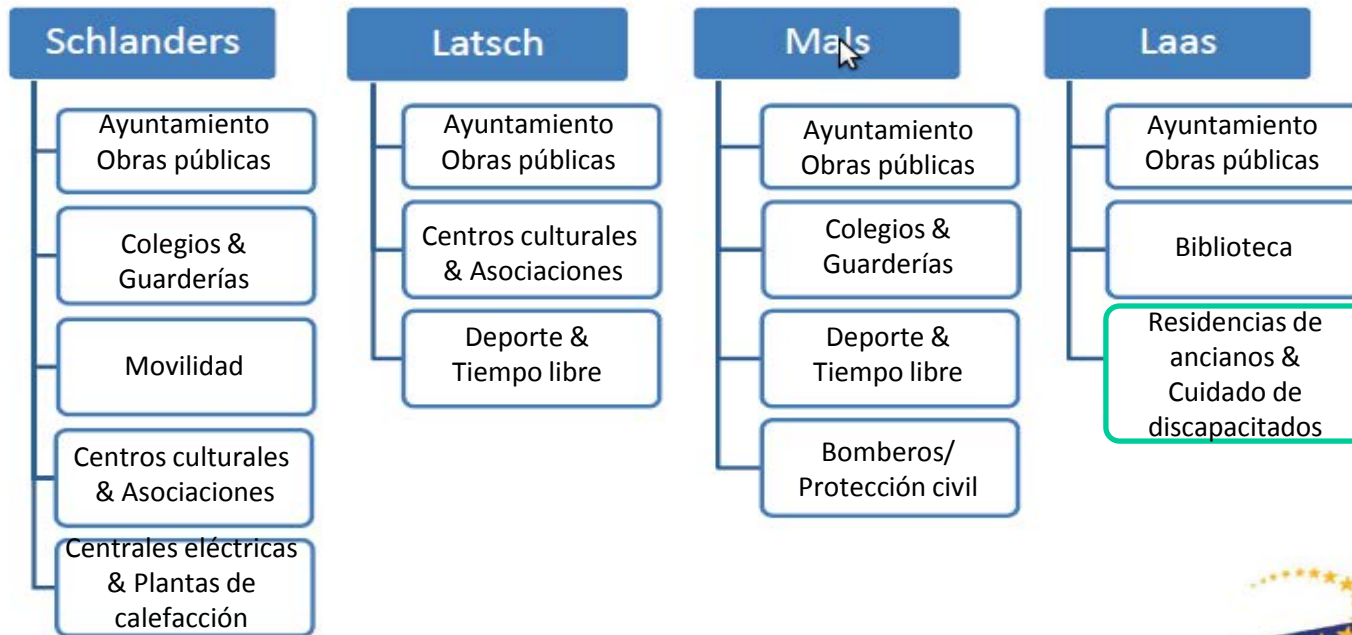 Schlanders
Ayuntamiento
Obras públicas
Colegios &
Guarderías
Movilidad
Centros culturales
& Asociaciones
Centrales eléctricas
& Plantas de
calefacción
Latsch
Ayuntamiento
Obras públicas
Centros culturales
& Asociaciones
Deporte &
Tiempo libre
Mals
Ayuntamiento
Obras públicas
Colegios &
Guarderías
Deporte &
Tiempo libre
Bomberos/
Protección civil
Laas
Ayuntamiento
Obras públicas
Biblioteca
Residencias de
ancianos &
Cuidado de
discapacitados